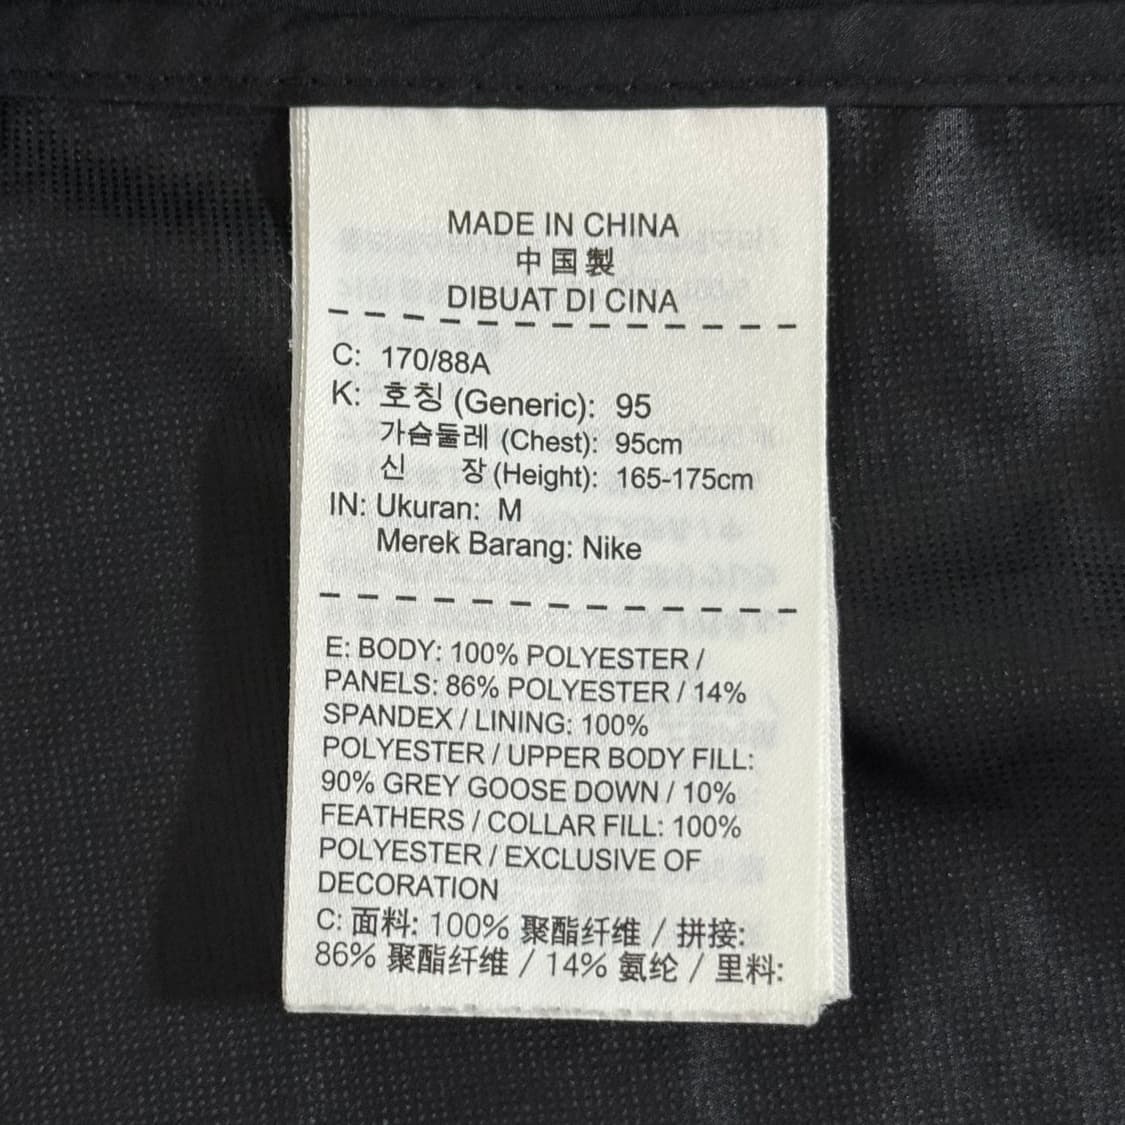 MADE IN CHINA
中国製
DIBUAT DI CINA
C: 170/88A
K: 호칭 (Generic): 95
가슴둘레 (Chest): 95cm
신 장 (Height): 165-175cm
IN: Ukuran: M
Merek Barang: Nike
E: BODY: 100% POLYESTER /
PANELS: 86% POLYESTER / 14%
SPANDEX / LINING: 100%
POLYESTER / UPPER BODY FILL:
90% GREY GOOSE DOWN / 10%
FEATHERS / COLLAR FILL: 100%
POLYESTER / EXCLUSIVE OF
DECORATION
C: 面料: 100% 聚酯纤维 / 拼接:
86% 聚酯纤维 / 14% 氨纶 / 里料: